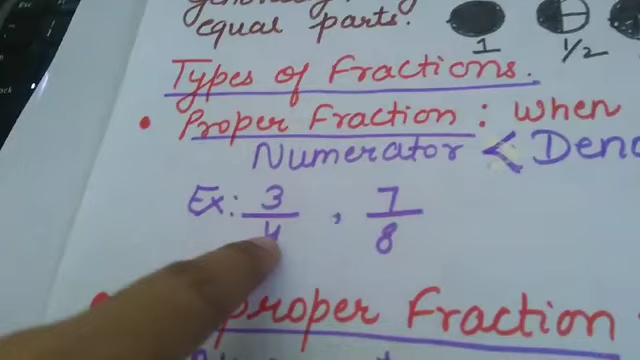 equal parts.
1
1/2
Types of Fractions.
• Proper Fraction : when
Numerator <
Ex: 3/4 , 7/8
proper Fraction